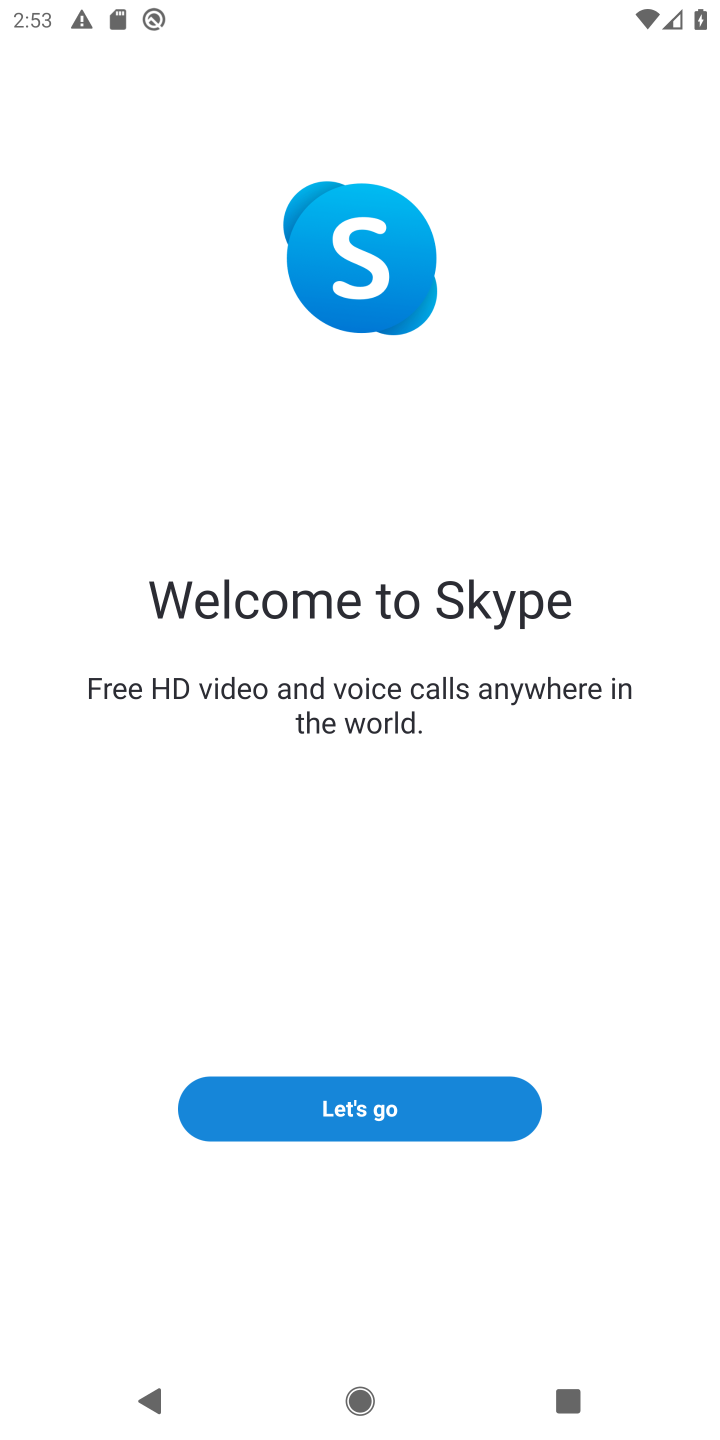 2:53
S
Welcome to Skype
Free HD video and voice calls anywhere in
the world.
Let's go